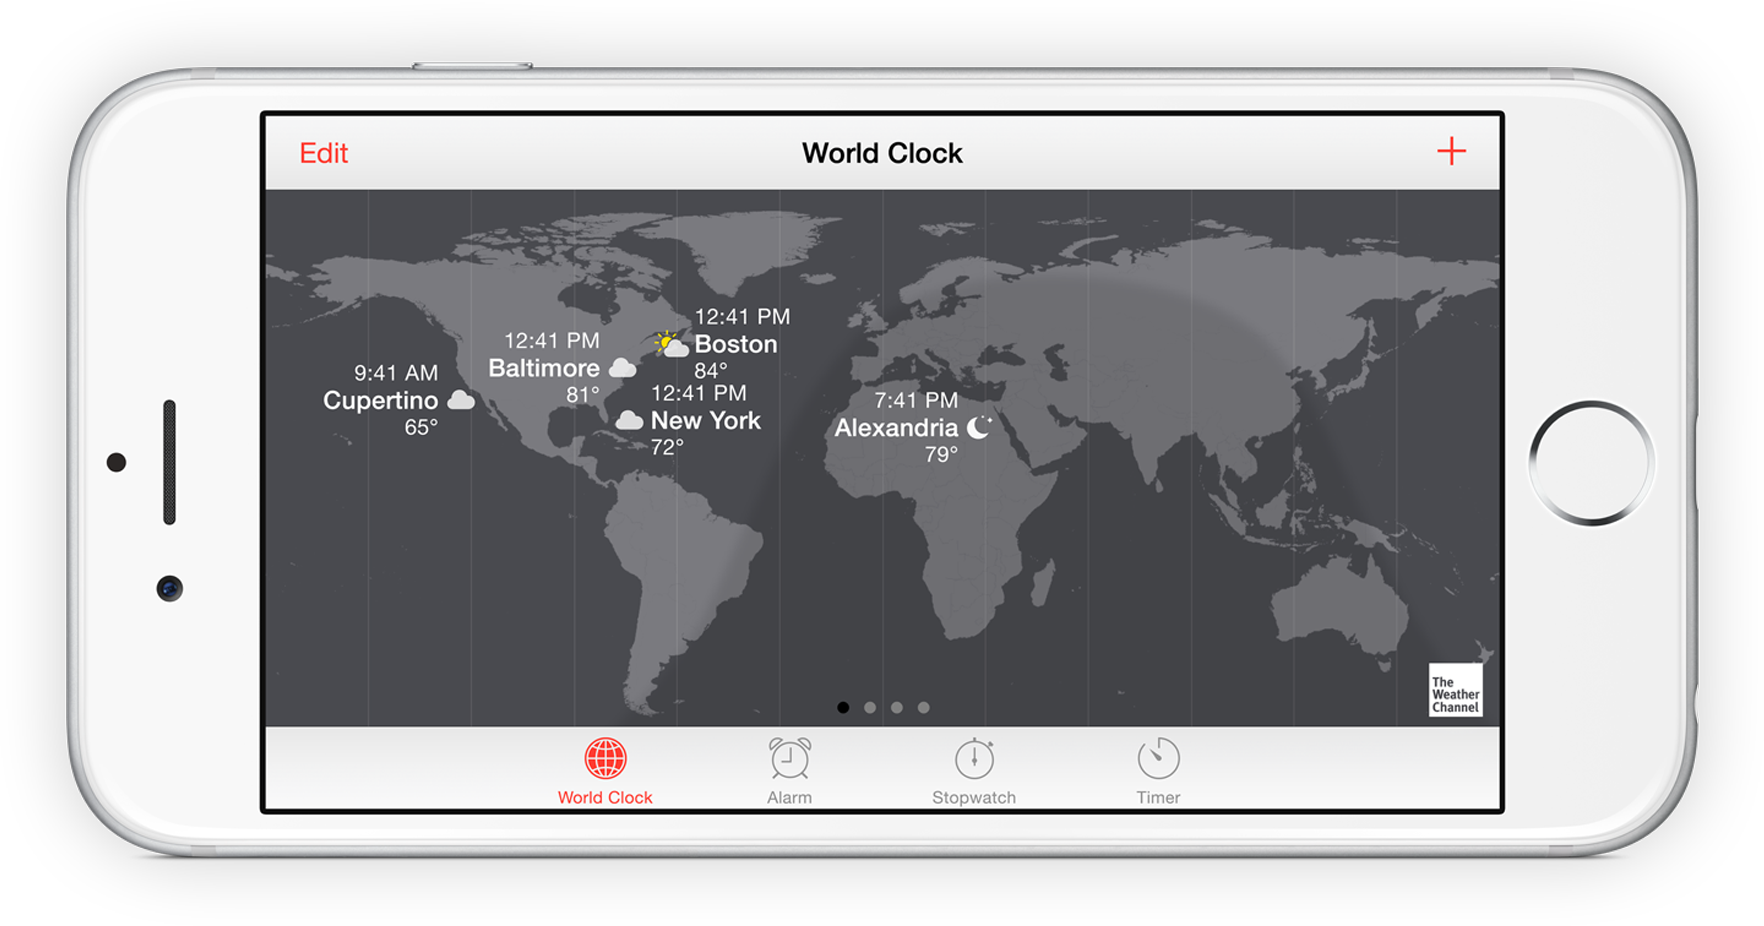 Edit
World Clock
+
12:41 PM
Boston
84°
12:41 PM
Baltimore
81°
9:41 AM
Cupertino
65°
12:41 PM
New York
72°
7:41 PM
Alexandria
79°
The
Weather
Channel
World Clock
Alarm
Stopwatch
Timer